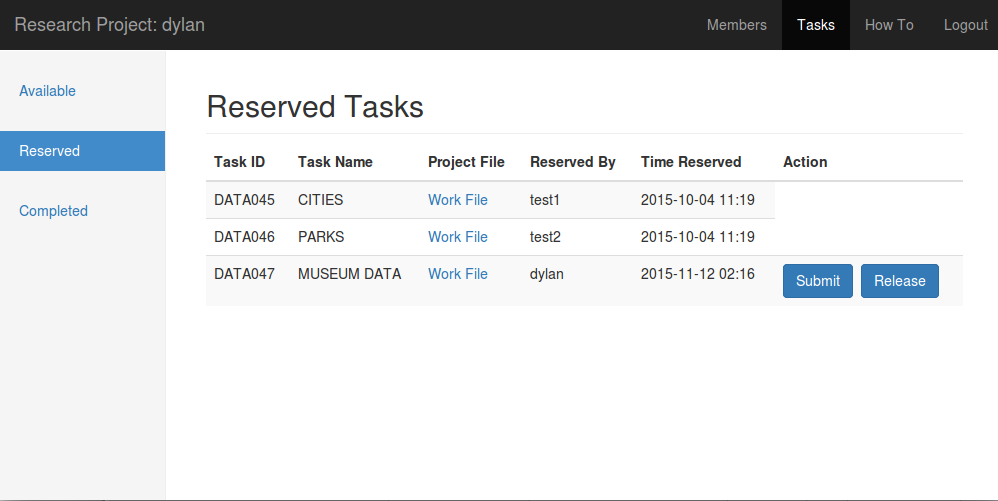 Research Project: dylan Members Tasks How To Logout
Available
Reserved
Completed
Reserved Tasks
Task ID Task Name Project File Reserved By Time Reserved Action
DATA045 CITIES Work File test1 2015-10-04 11:19
DATA046 PARKS Work File test2 2015-10-04 11:19
DATA047 MUSEUM DATA Work File dylan 2015-11-12 02:16 Submit Release